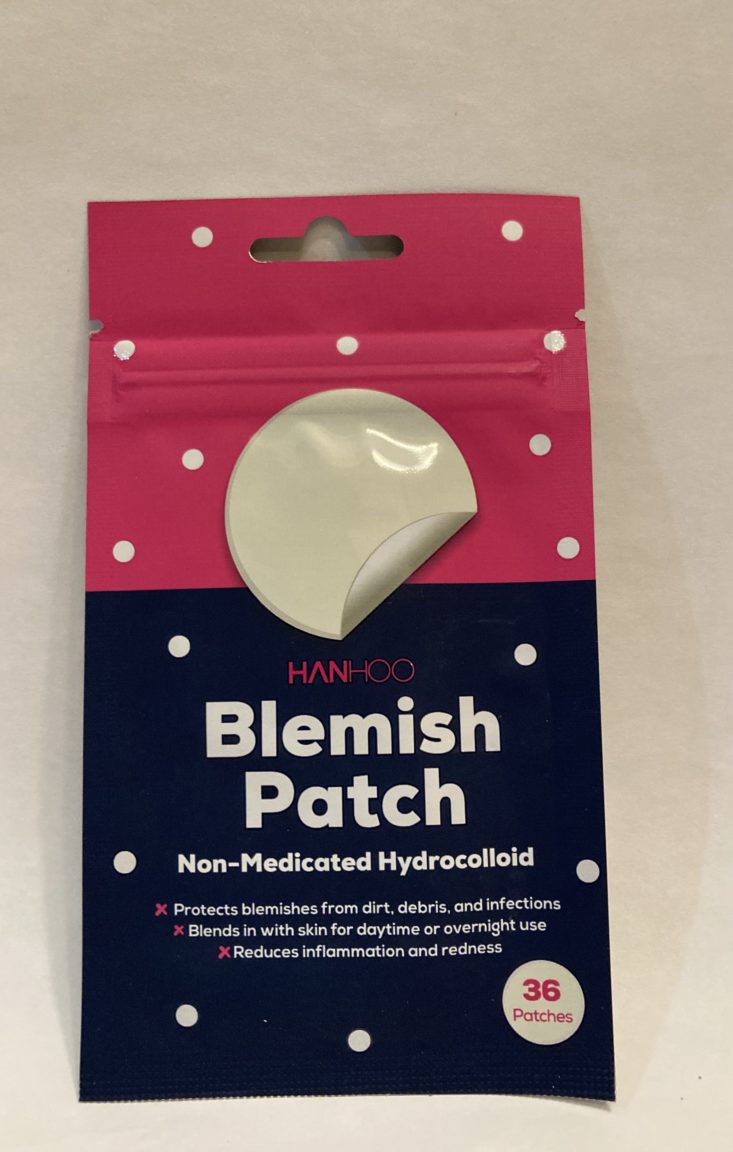 HANHOO
Blemish
Patch
Non-Medicated Hydrocolloid
✗ Protects blemishes from dirt, debris, and infections
✗ Blends in with skin for daytime or overnight use
✗ Reduces inflammation and redness
36
Patches